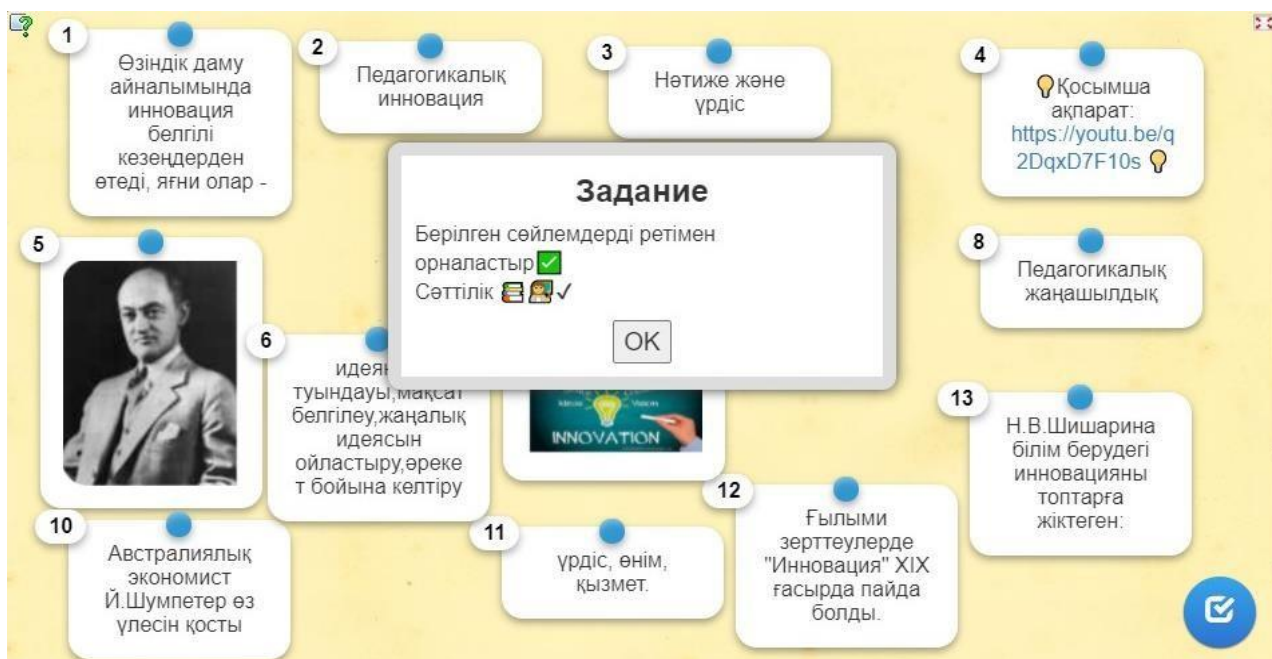 1
Өзіндік даму
айналымында
инновация
белгілі
кезеңдерден
өтеді, яғни олар -
2
Педагогикалық
инновация
3
Нәтиже және
үрдіс
4
Қосымша
ақпарат:
https://youtu.be/q
2DqxD7F10s
Задание
Берілген сөйлемдерді ретімен
орналастыр
Сәттілік
OK
5
6
туындауы,мақсат
белгілеу,жаңалық
идеясын
ойластыру,әреке
т бойына келтіру
INNOVATION
8
Педагогикалық
жаңашылдық
13
Н.В.Шишарина
білім берудегі
инновацияны
топтарға
жіктеген:
10
Австралиялық
экономист
Й.Шумпетер өз
үлесін қосты
11
үрдіс, өнім,
қызмет.
12
Ғылыми
зерттеулерде
"Инновация" XIX
ғасырда пайда
болды.